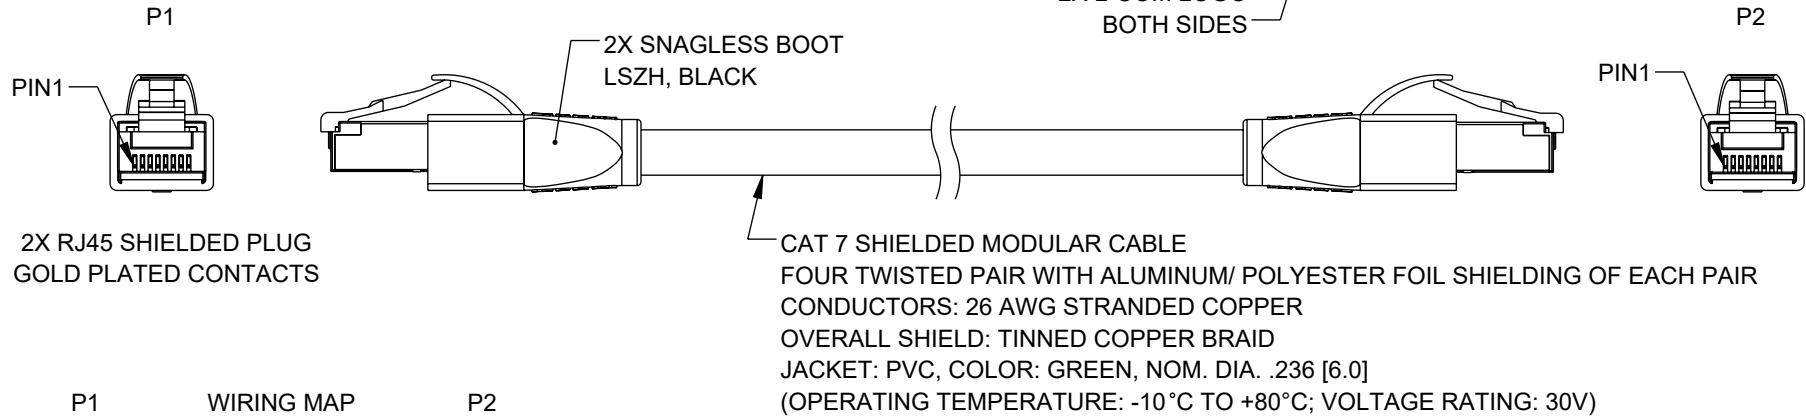 P1
BOTH SIDES
P2
2X SNAGLESS BOOT
LSZH, BLACK
PIN1
PIN1
2X RJ45 SHIELDED PLUG
GOLD PLATED CONTACTS
CAT 7 SHIELDED MODULAR CABLE
FOUR TWISTED PAIR WITH ALUMINUM/ POLYESTER FOIL SHIELDING OF EACH PAIR
CONDUCTORS: 26 AWG STRANDED COPPER
OVERALL SHIELD: TINNED COPPER BRAID
JACKET: PVC, COLOR: GREEN, NOM. DIA. .236 [6.0]
(OPERATING TEMPERATURE: -10°C TO +80°C; VOLTAGE RATING: 30V)
P1 WIRING MAP P2